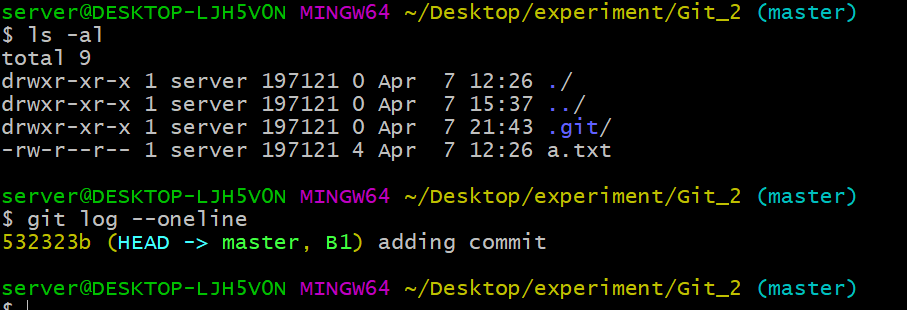 server@DESKTOP-LJH5V0N MINGW64 ~/Desktop/experiment/Git_2 (master)
$ ls -al
total 9
drwxr-xr-x 1 server 197121 0 Apr  7 12:26 ./
drwxr-xr-x 1 server 197121 0 Apr  7 15:37 ../
drwxr-xr-x 1 server 197121 0 Apr  7 21:43 .git/
-rw-r--r-- 1 server 197121 4 Apr  7 12:26 a.txt
server@DESKTOP-LJH5V0N MINGW64 ~/Desktop/experiment/Git_2 (master)
$ git log --oneline
532323b (HEAD -> master, B1) adding commit
server@DESKTOP-LJH5V0N MINGW64 ~/Desktop/experiment/Git_2 (master)
$